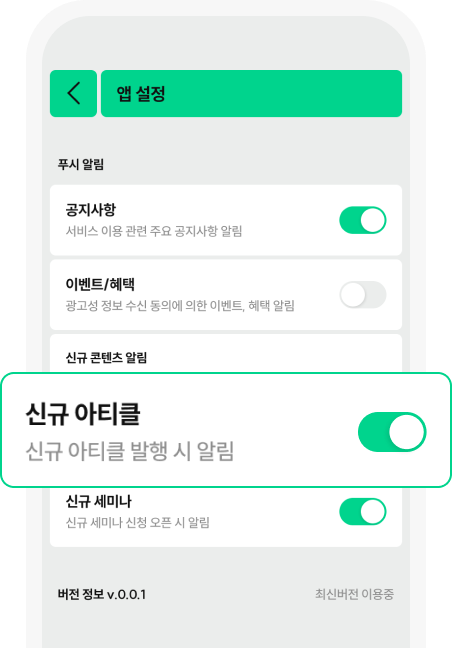 앱 설정
푸시 알림
공지사항
서비스 이용 관련 주요 공지사항 알림
이벤트/혜택
광고성 정보 수신 동의에 의한 이벤트, 혜택 알림
신규 콘텐츠 알림
신규 아티클
신규 아티클 발행 시 알림
신규 세미나
신규 세미나 신청 오픈 시 알림
버전 정보 v.0.0.1 최신버전 이용중